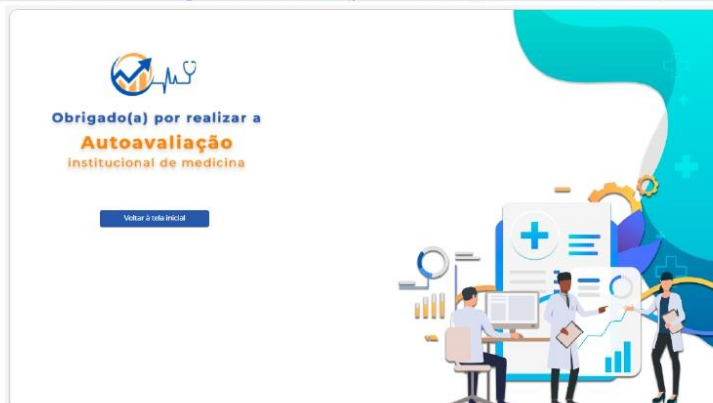 Obrigado(a) por realizar a
Autoavaliação
institucional de medicina
Voltar à tela inicial